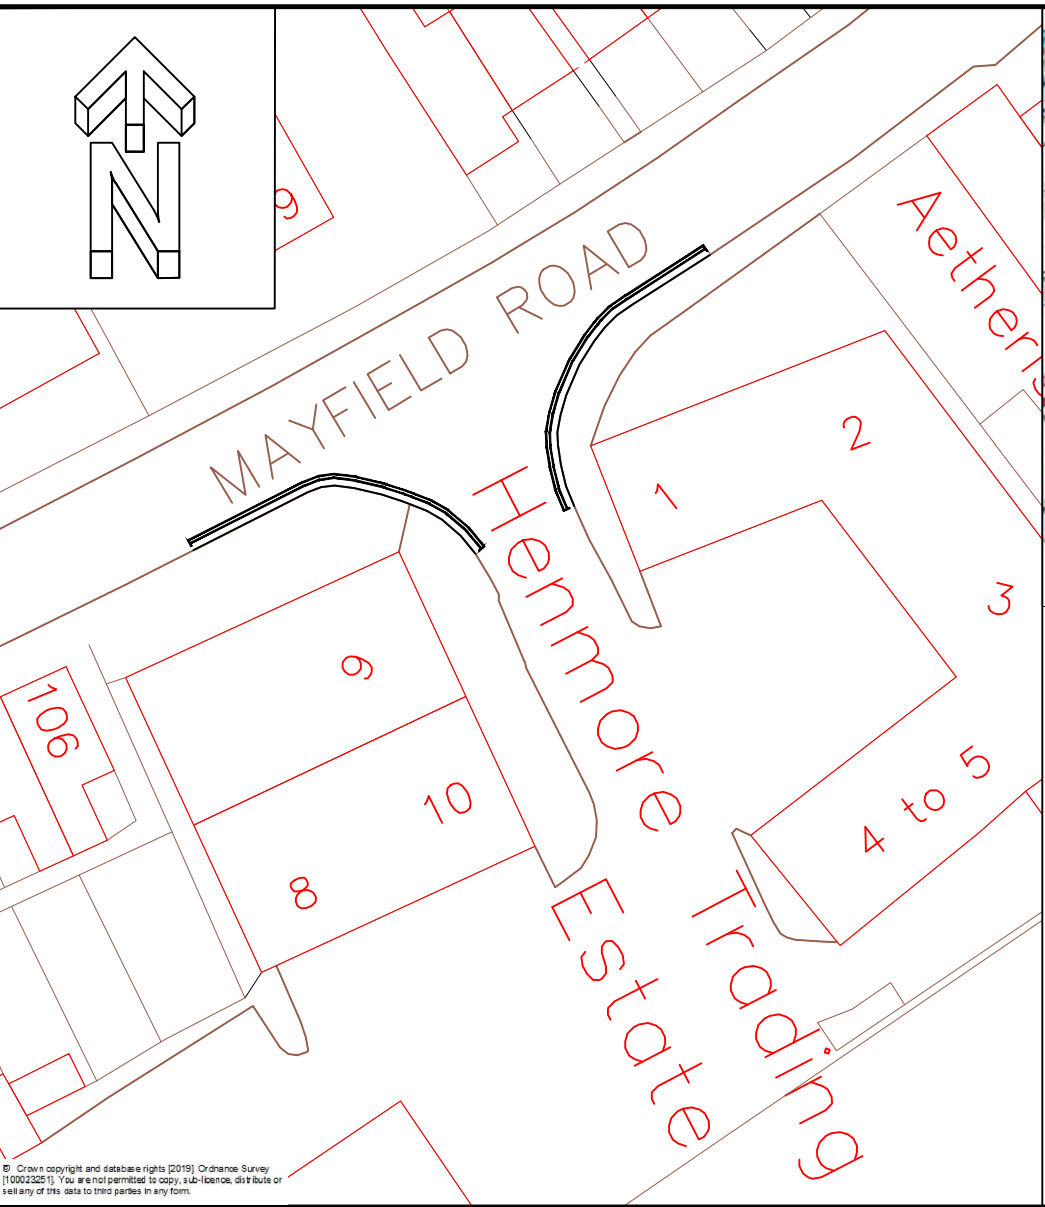 N
9
MAYFIELD ROAD
Henmore
Trading
Estate
1
2
3
4 to 5
9
10
8
106
© Crown copyright and database rights [2019] Ordnance Survey
[100023251]. You are not permitted to copy, sub-licence, distribute or
sell any of this data to third parties in any form.